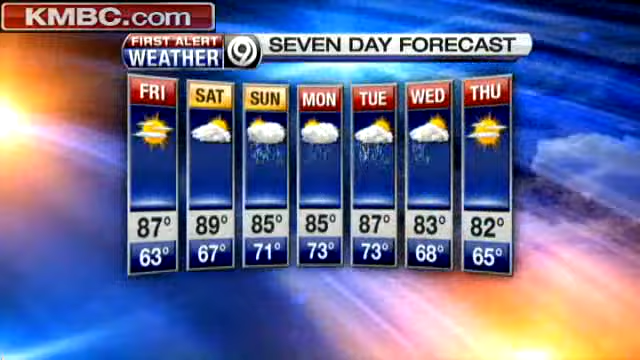 KMBC.com
FIRST ALERT
WEATHER 9
SEVEN DAY FORECAST
FRI SAT SUN MON TUE WED THU
87° 89° 85° 85° 87° 83° 82°
63° 67° 71° 73° 73° 68° 65°